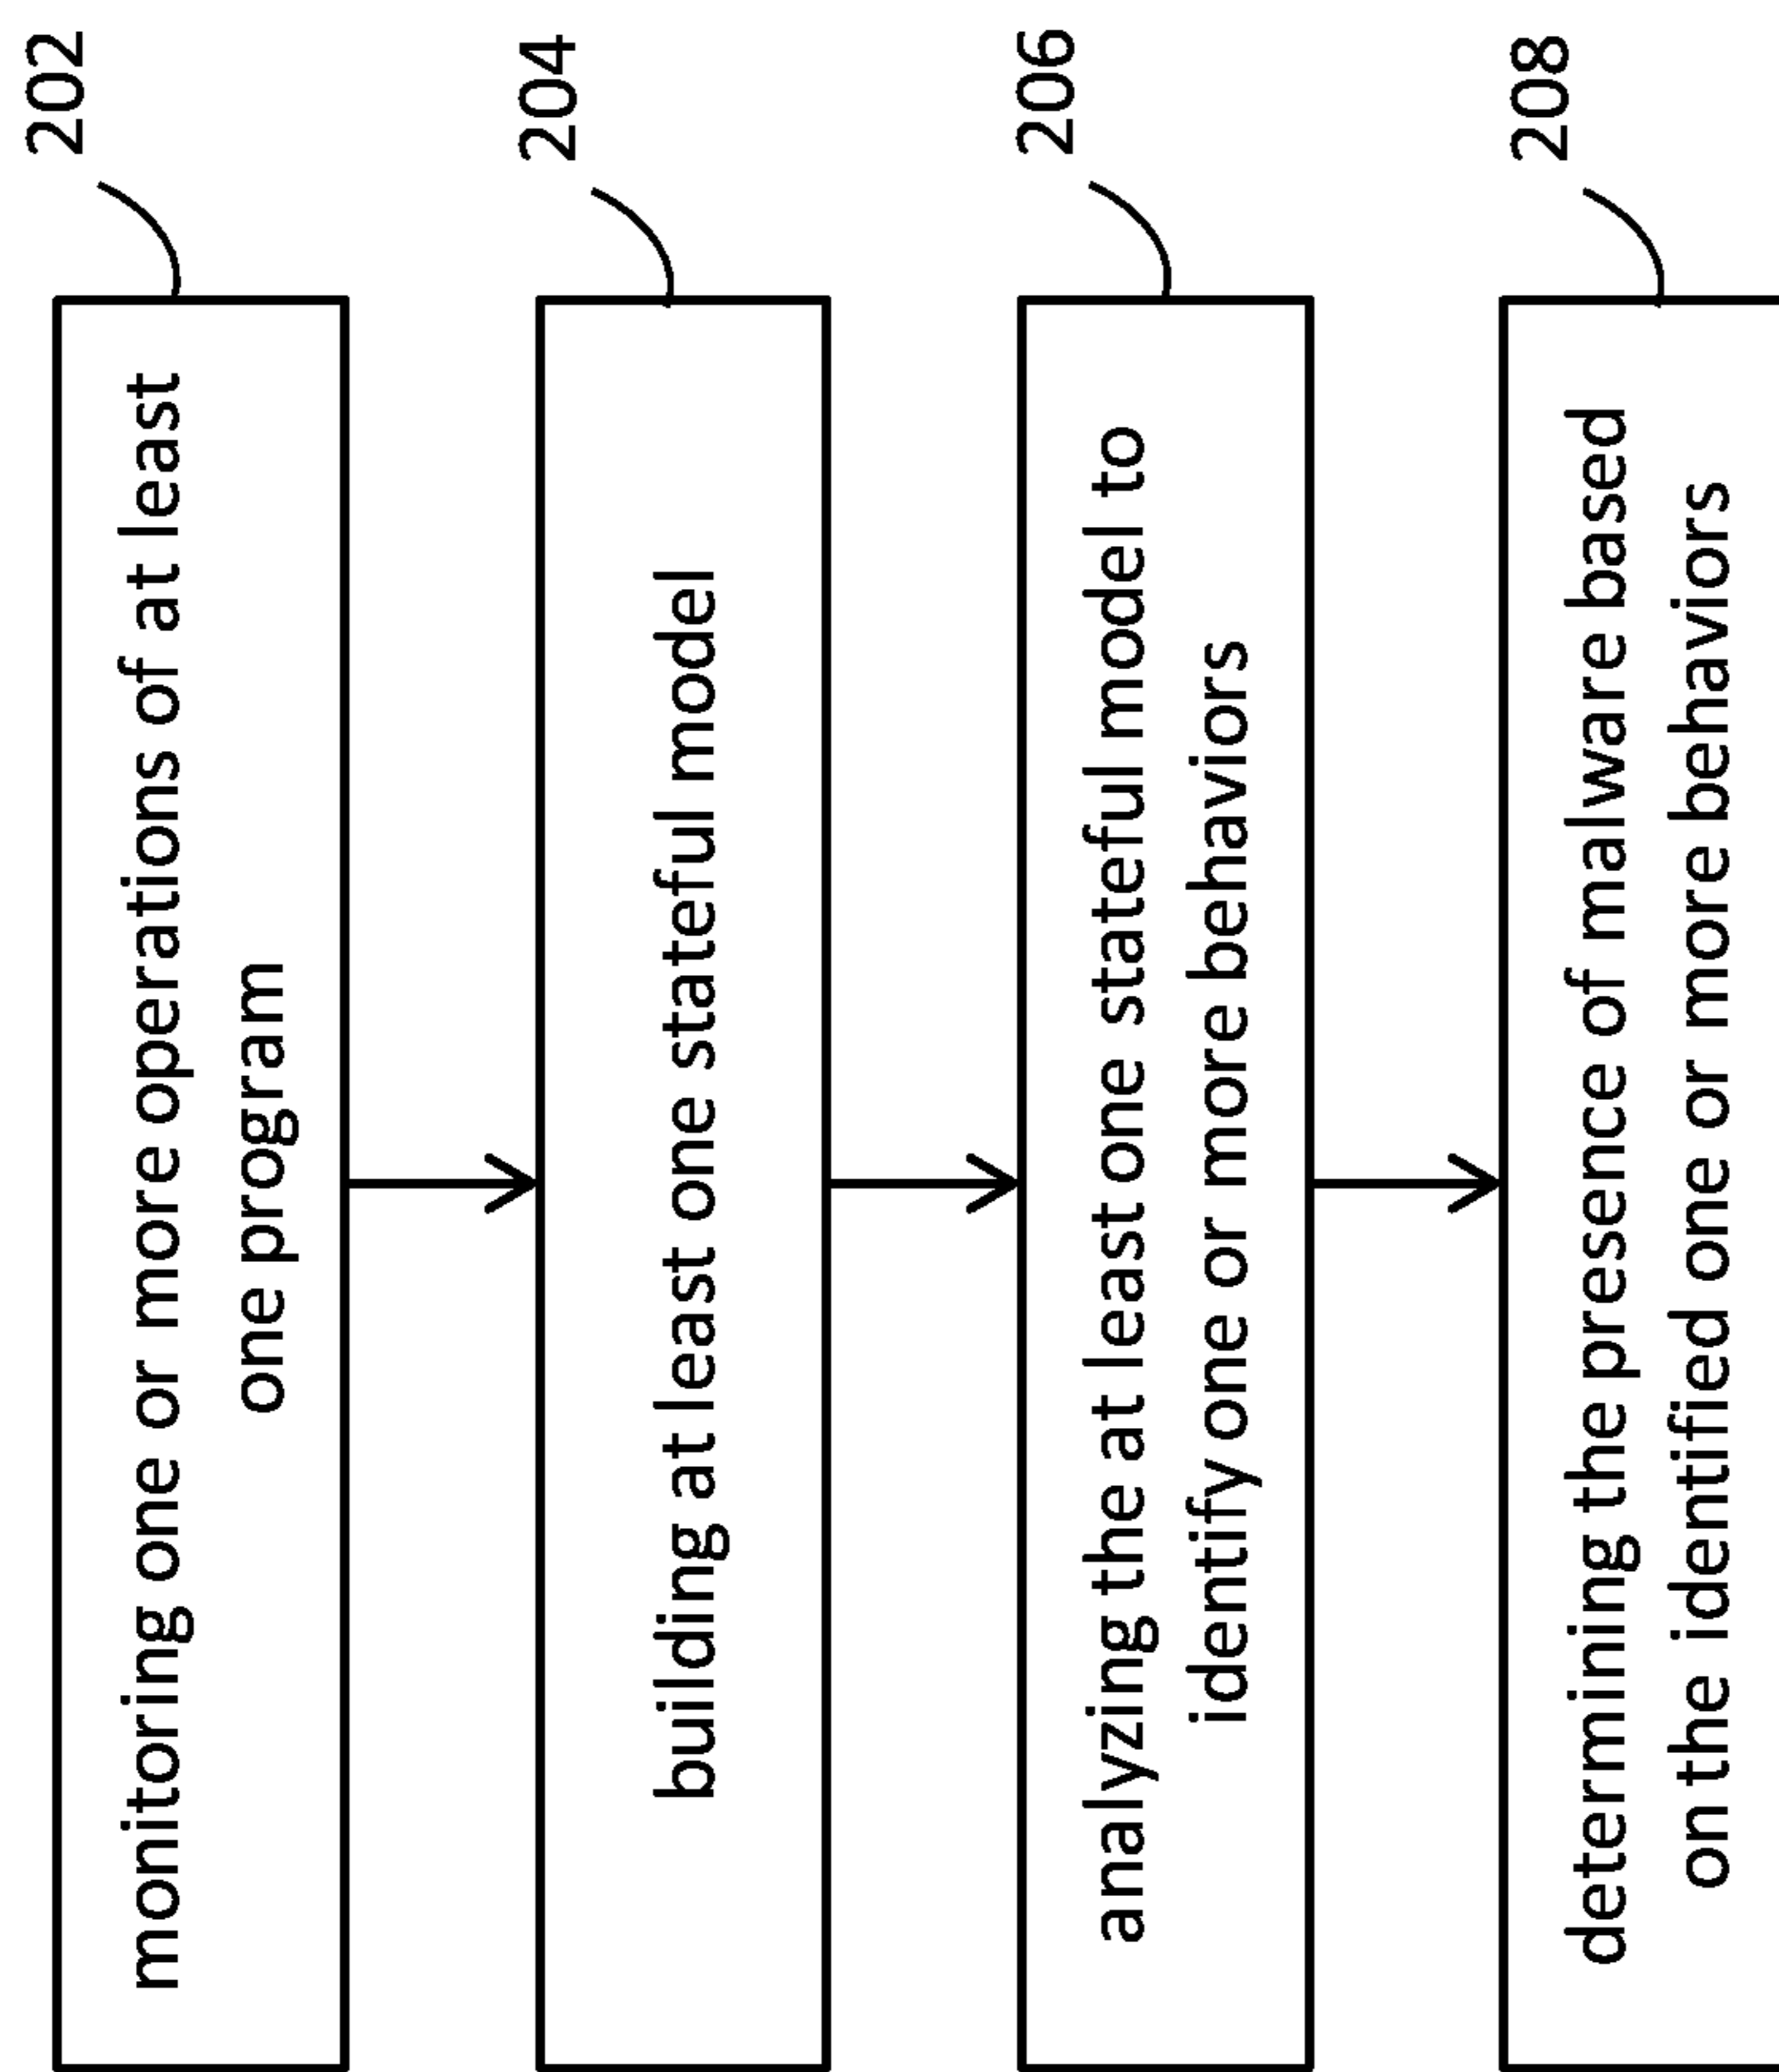 202
monitoring one or more operations of at least
one program
204
building at least one stateful model
206
analyzing the at least one stateful model to
identify one or more behaviors
208
determining the presence of malware based
on the identified one or more behaviors